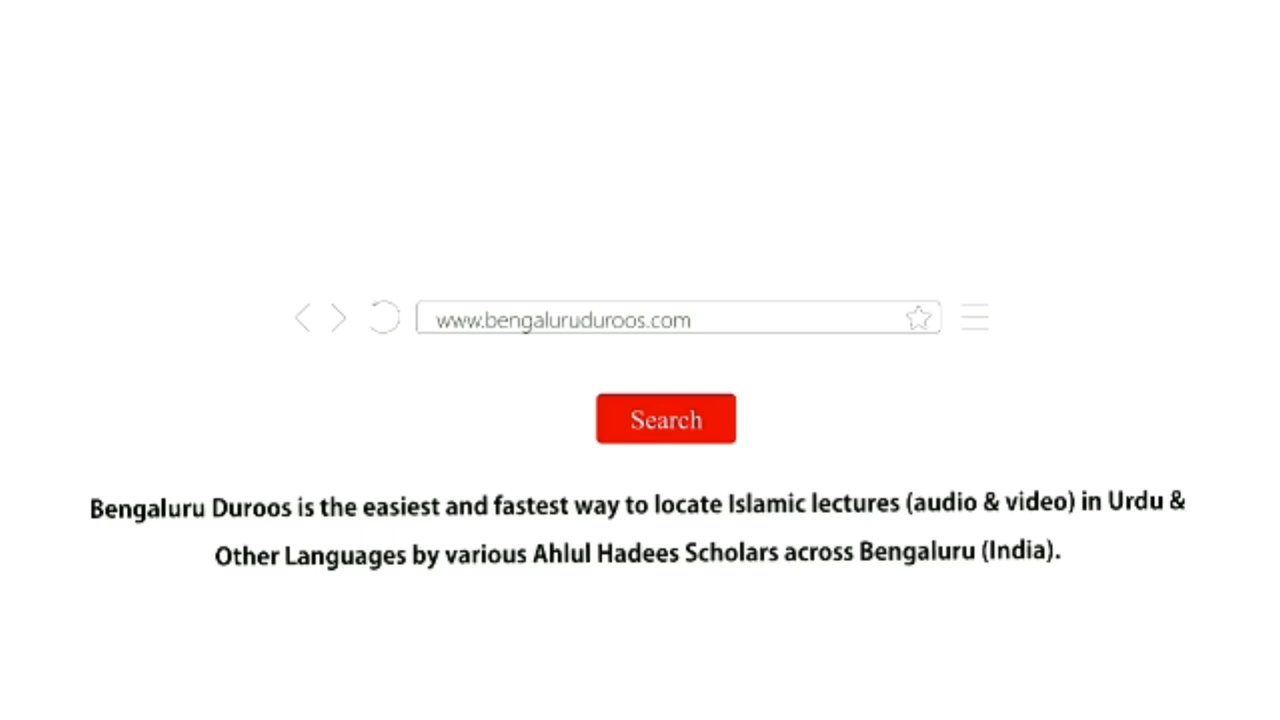 www.bengaluruduroos.com
Search
Bengaluru Duroos is the easiest and fastest way to locate Islamic lectures (audio & video) in Urdu &
Other Languages by various Ahlul Hadees Scholars across Bengaluru (India).